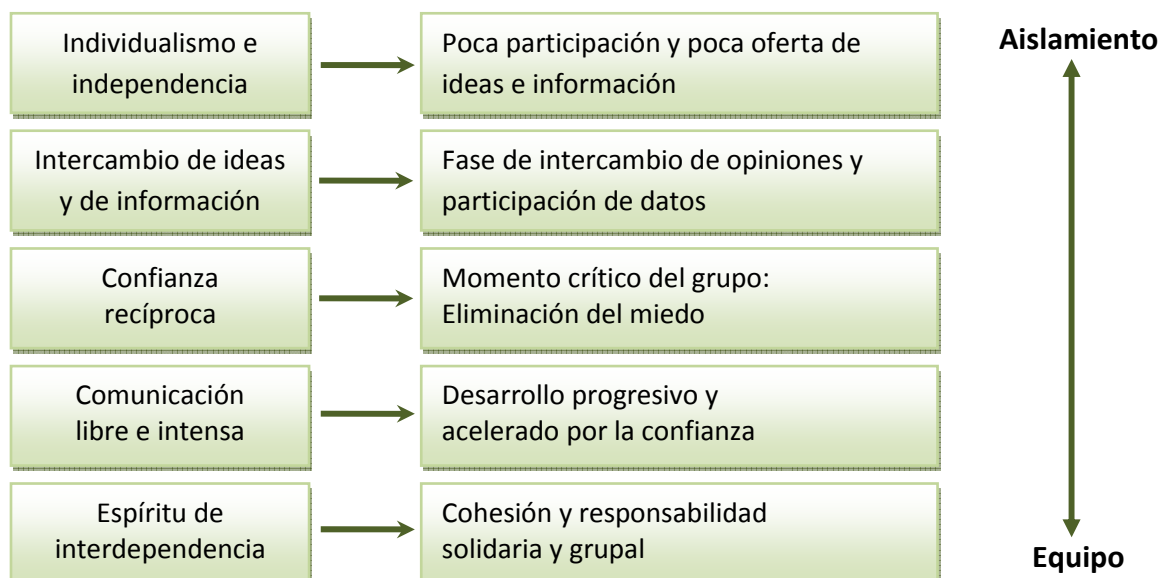 Individualismo e
independencia
Poca participación y poca oferta de
ideas e información
Aislamiento
Intercambio de ideas
y de información
Fase de intercambio de opiniones y
participación de datos
Confianza
recíproca
Momento crítico del grupo:
Eliminación del miedo
Comunicación
libre e intensa
Desarrollo progresivo y
acelerado por la confianza
Espíritu de
interdependencia
Cohesión y responsabilidad
solidaria y grupal
Equipo